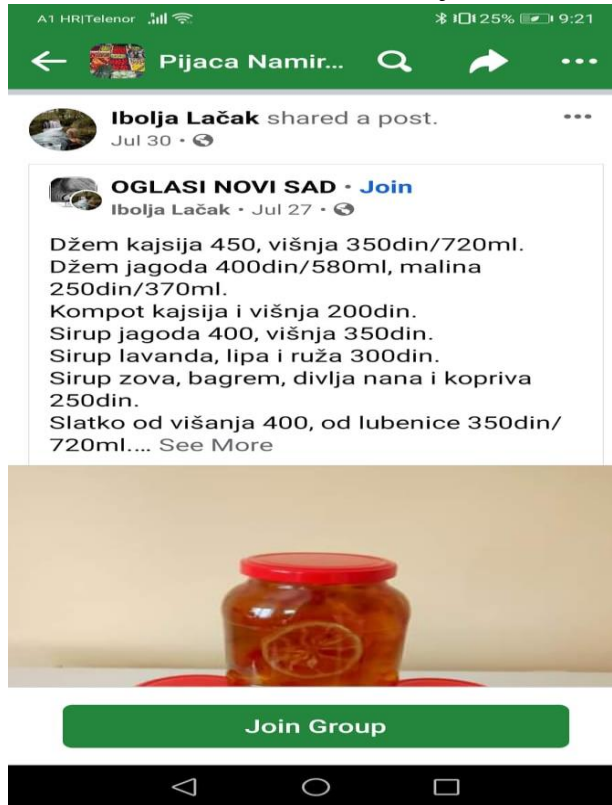 A1 HR|Telenor 25% 9:21
Pijaca Namir...
Ibolja Lačak shared a post.
Jul 30 •
OGLASI NOVI SAD • Join
Ibolja Lačak • Jul 27 •
Džem kajsija 450, višnja 350din/720ml.
Džem jagoda 400din/580ml, malina
250din/370ml.
Kompot kajsija i višnja 200din.
Sirup jagoda 400, višnja 350din.
Sirup lavanda, lipa i ruža 300din.
Sirup zova, bagrem, divlja nana i kopriva
250din.
Slatko od višanja 400, od lubenice 350din/
720ml.... See More
Join Group